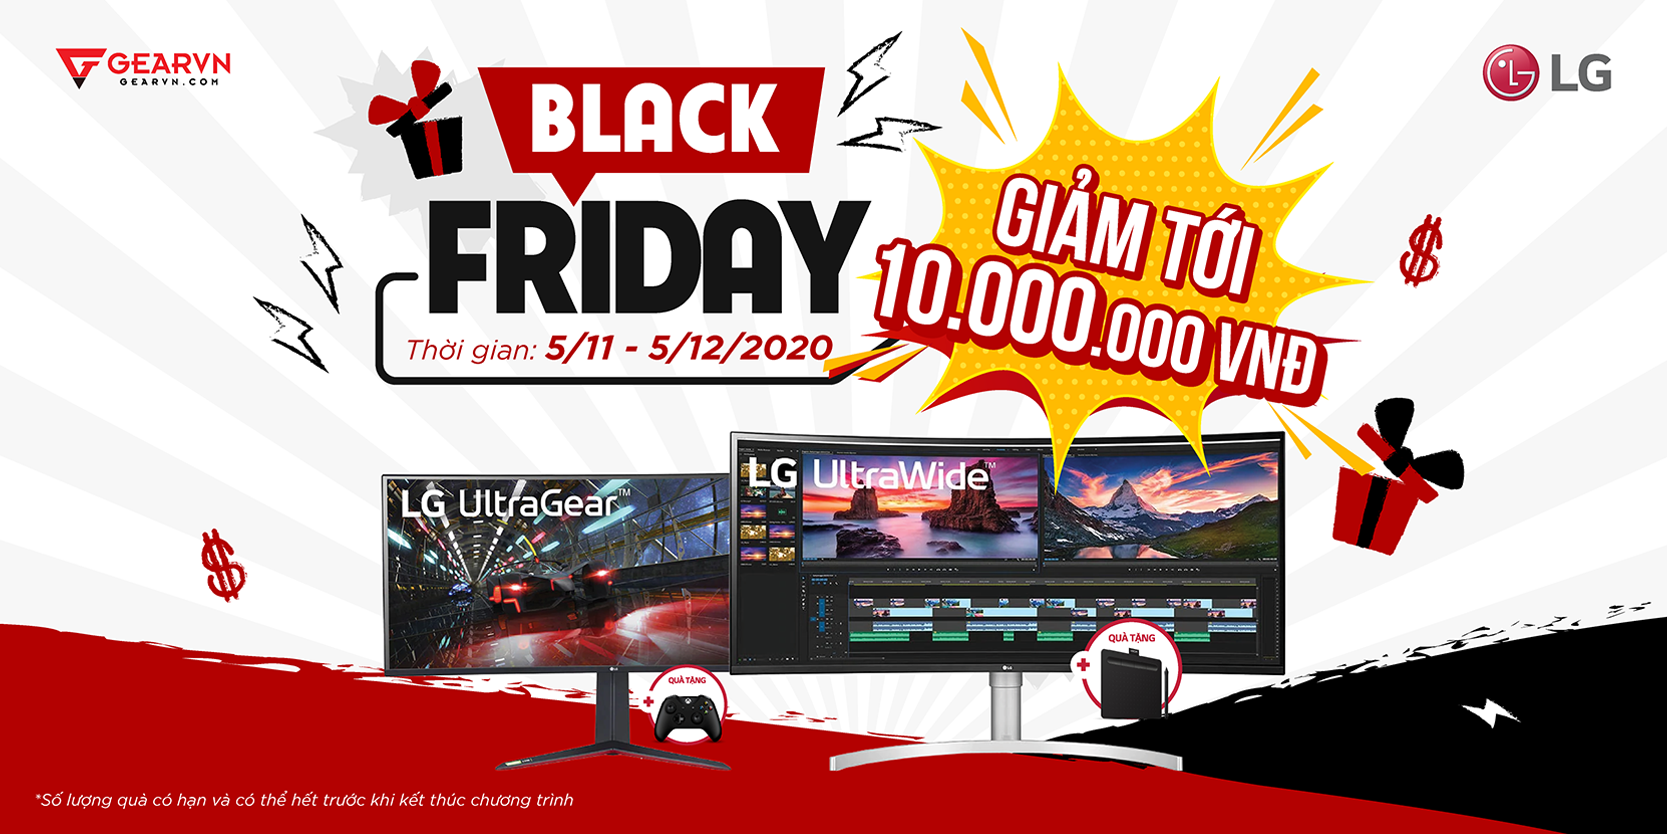 GEARVN
GEARVN.COM
LG
BLACK
FRIDAY
Thời gian: 5/11 - 5/12/2020
GIẢM TỚI
10.000.000 VNĐ
LG UltraGear™
LG UltraWide™
QUÀ TẶNG
+
QUÀ TẶNG
+
LG
*Số lượng quà có hạn và có thể hết trước khi kết thúc chương trình